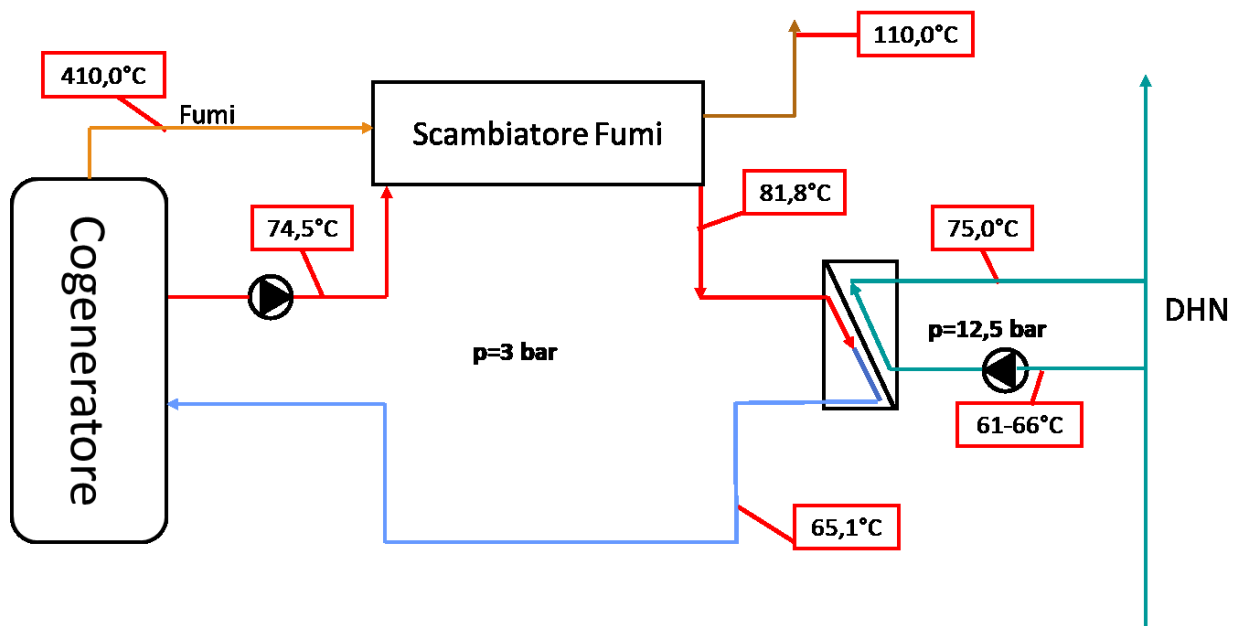 110,0°C
410,0°C
Fumi
Scambiatore Fumi
81,8°C
74,5°C
75,0°C
Cogeneratore
DHN
p=12,5 bar
p=3 bar
61-66°C
65,1°C